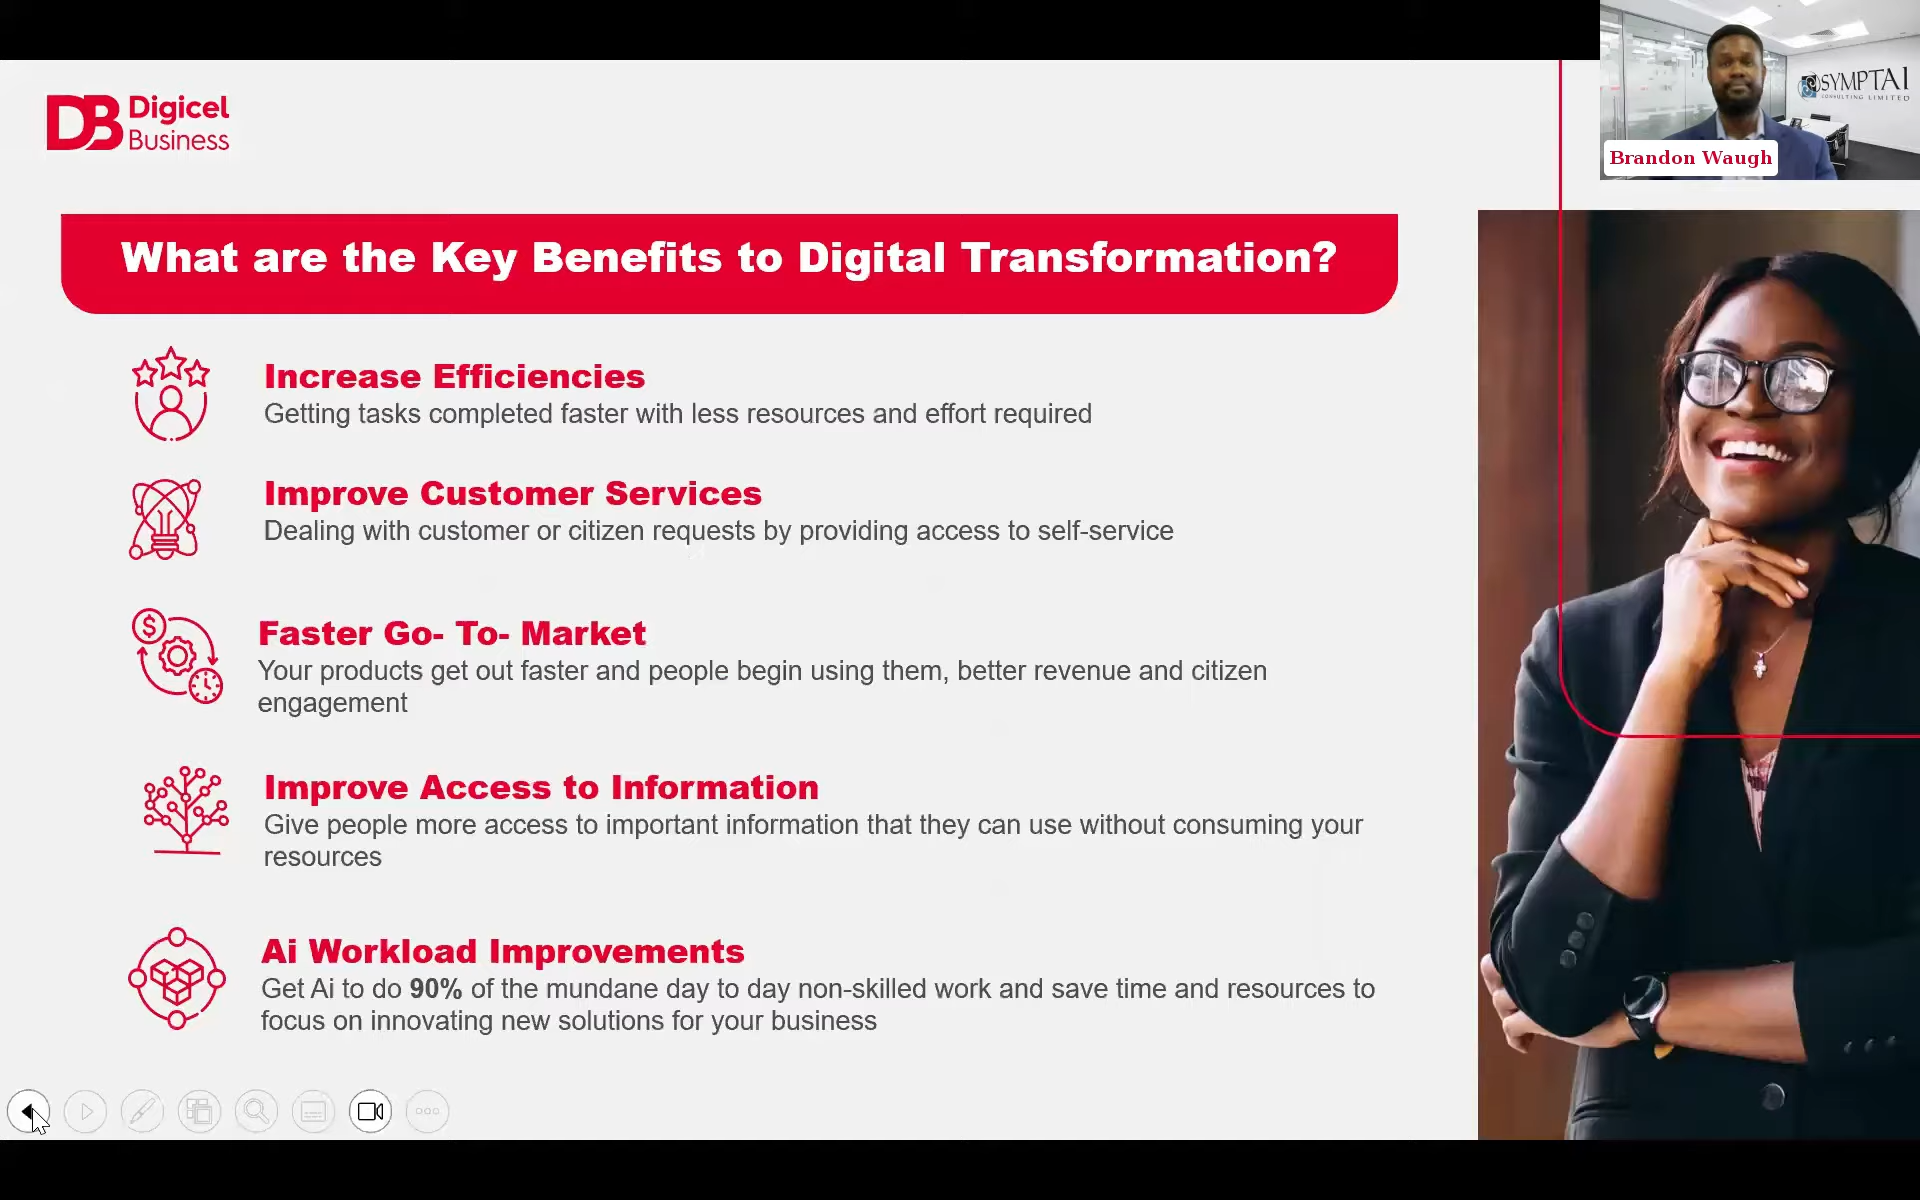 DB Digicel
Business
SYMPTAI
CONSULTING LIMITED
Brandon Waugh
What are the Key Benefits to Digital Transformation?
Increase Efficiencies
Getting tasks completed faster with less resources and effort required
Improve Customer Services
Dealing with customer or citizen requests by providing access to self-service
Faster Go- To- Market
Your products get out faster and people begin using them, better revenue and citizen
engagement
Improve Access to Information
Give people more access to important information that they can use without consuming your
resources
Ai Workload Improvements
Get Ai to do 90% of the mundane day to day non-skilled work and save time and resources to
focus on innovating new solutions for your business